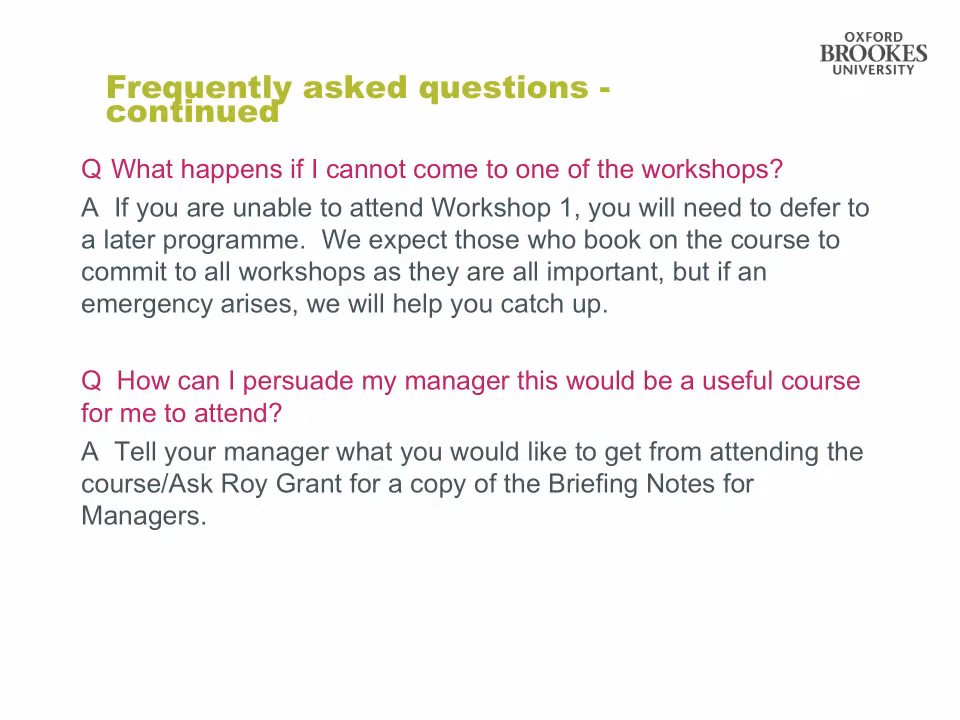 OXFORD
BROOKES
UNIVERSITY
Frequently asked questions -
continued
Q What happens if I cannot come to one of the workshops?
A  If you are unable to attend Workshop 1, you will need to defer to
a later programme.  We expect those who book on the course to
commit to all workshops as they are all important, but if an
emergency arises, we will help you catch up.
Q  How can I persuade my manager this would be a useful course
for me to attend?
A  Tell your manager what you would like to get from attending the
course/Ask Roy Grant for a copy of the Briefing Notes for
Managers.